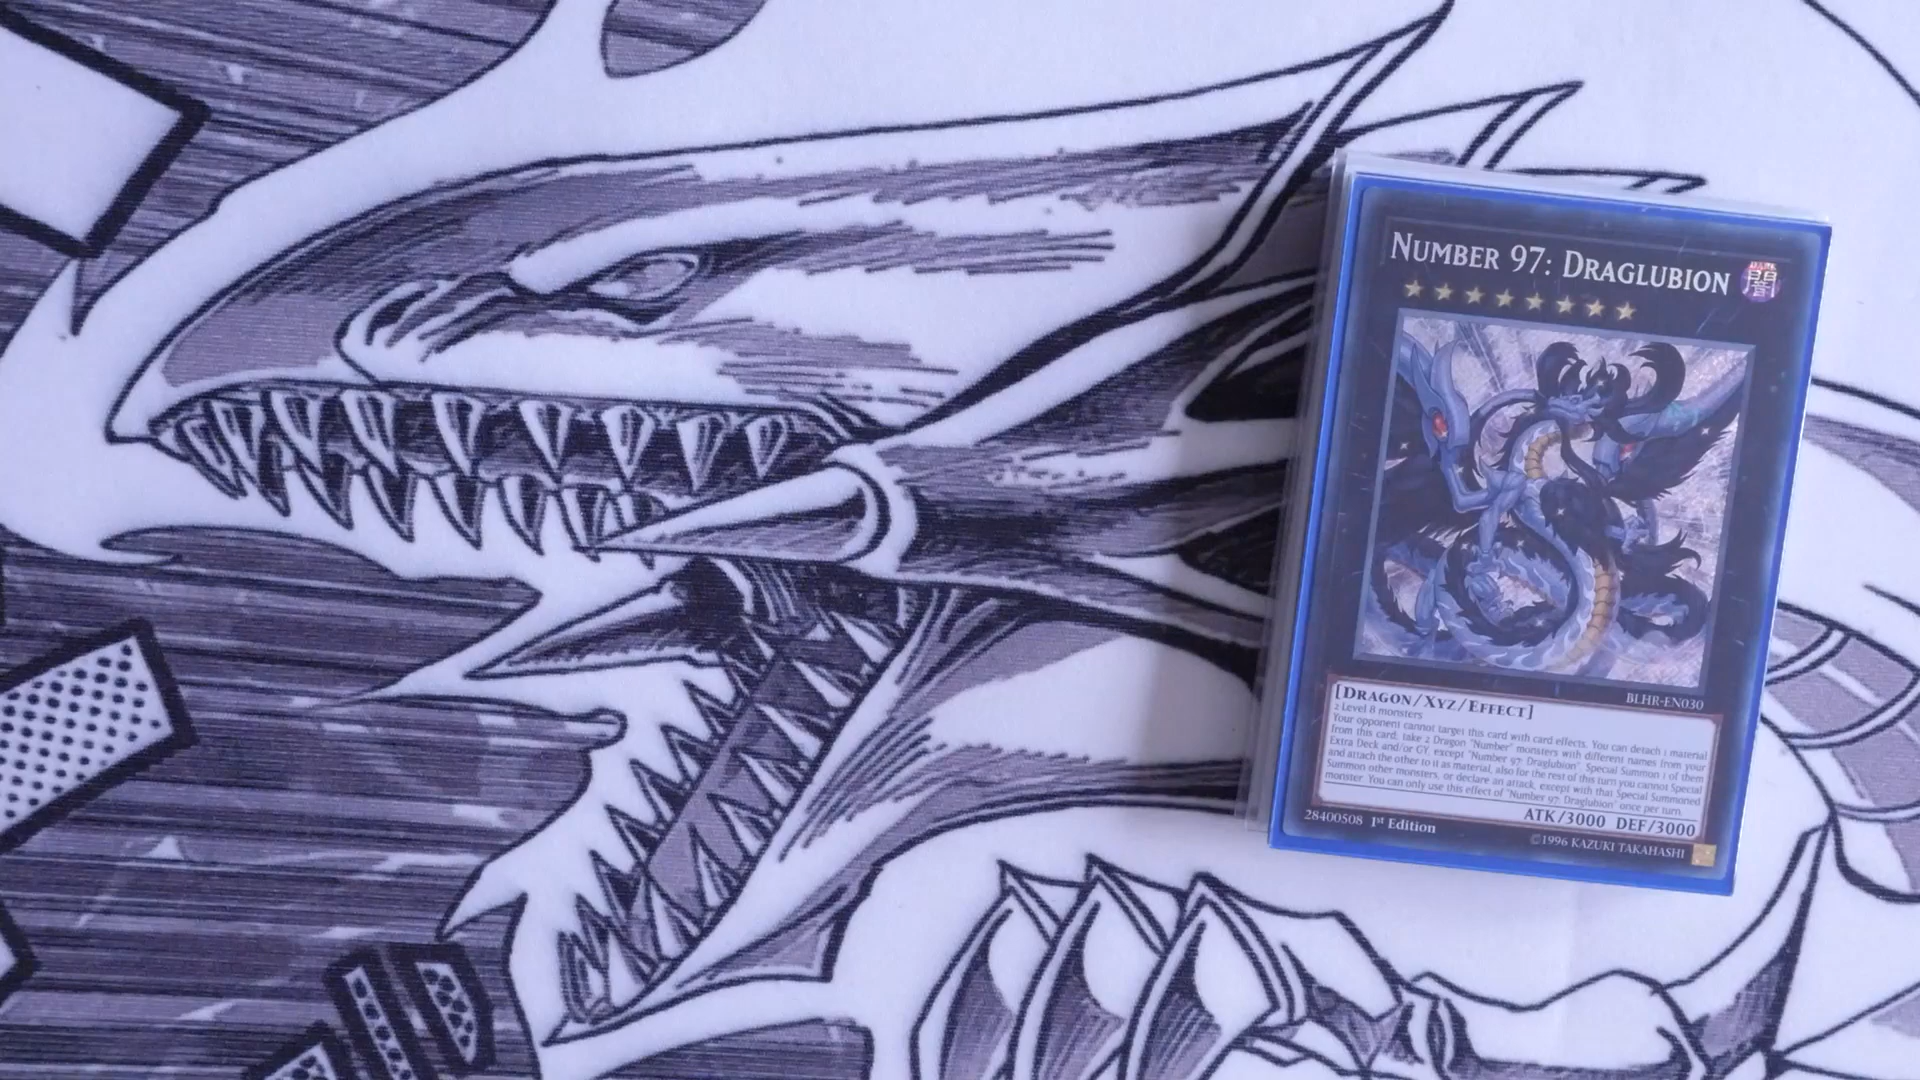 NUMBER 97: DRAGLUBION
闇
BLHR-EN030
[DRAGON/XYZ/EFFECT]
2 Level 8 monsters
Your opponent cannot target this card with card effects. You can detach 1 material
from this card; take 2 Dragon "Number" monsters with different names from your
Extra Deck and/or GY, except "Number 97: Draglubion", Special Summon 1 of them
and attach the other to it as material, also for the rest of this turn you cannot Special
Summon other monsters, or declare an attack, except with that Special Summoned
monster. You can only use this effect of "Number 97: Draglubion" once per turn.
ATK/3000 DEF/3000
28400508 1st Edition
©1996 KAZUKI TAKAHASHI